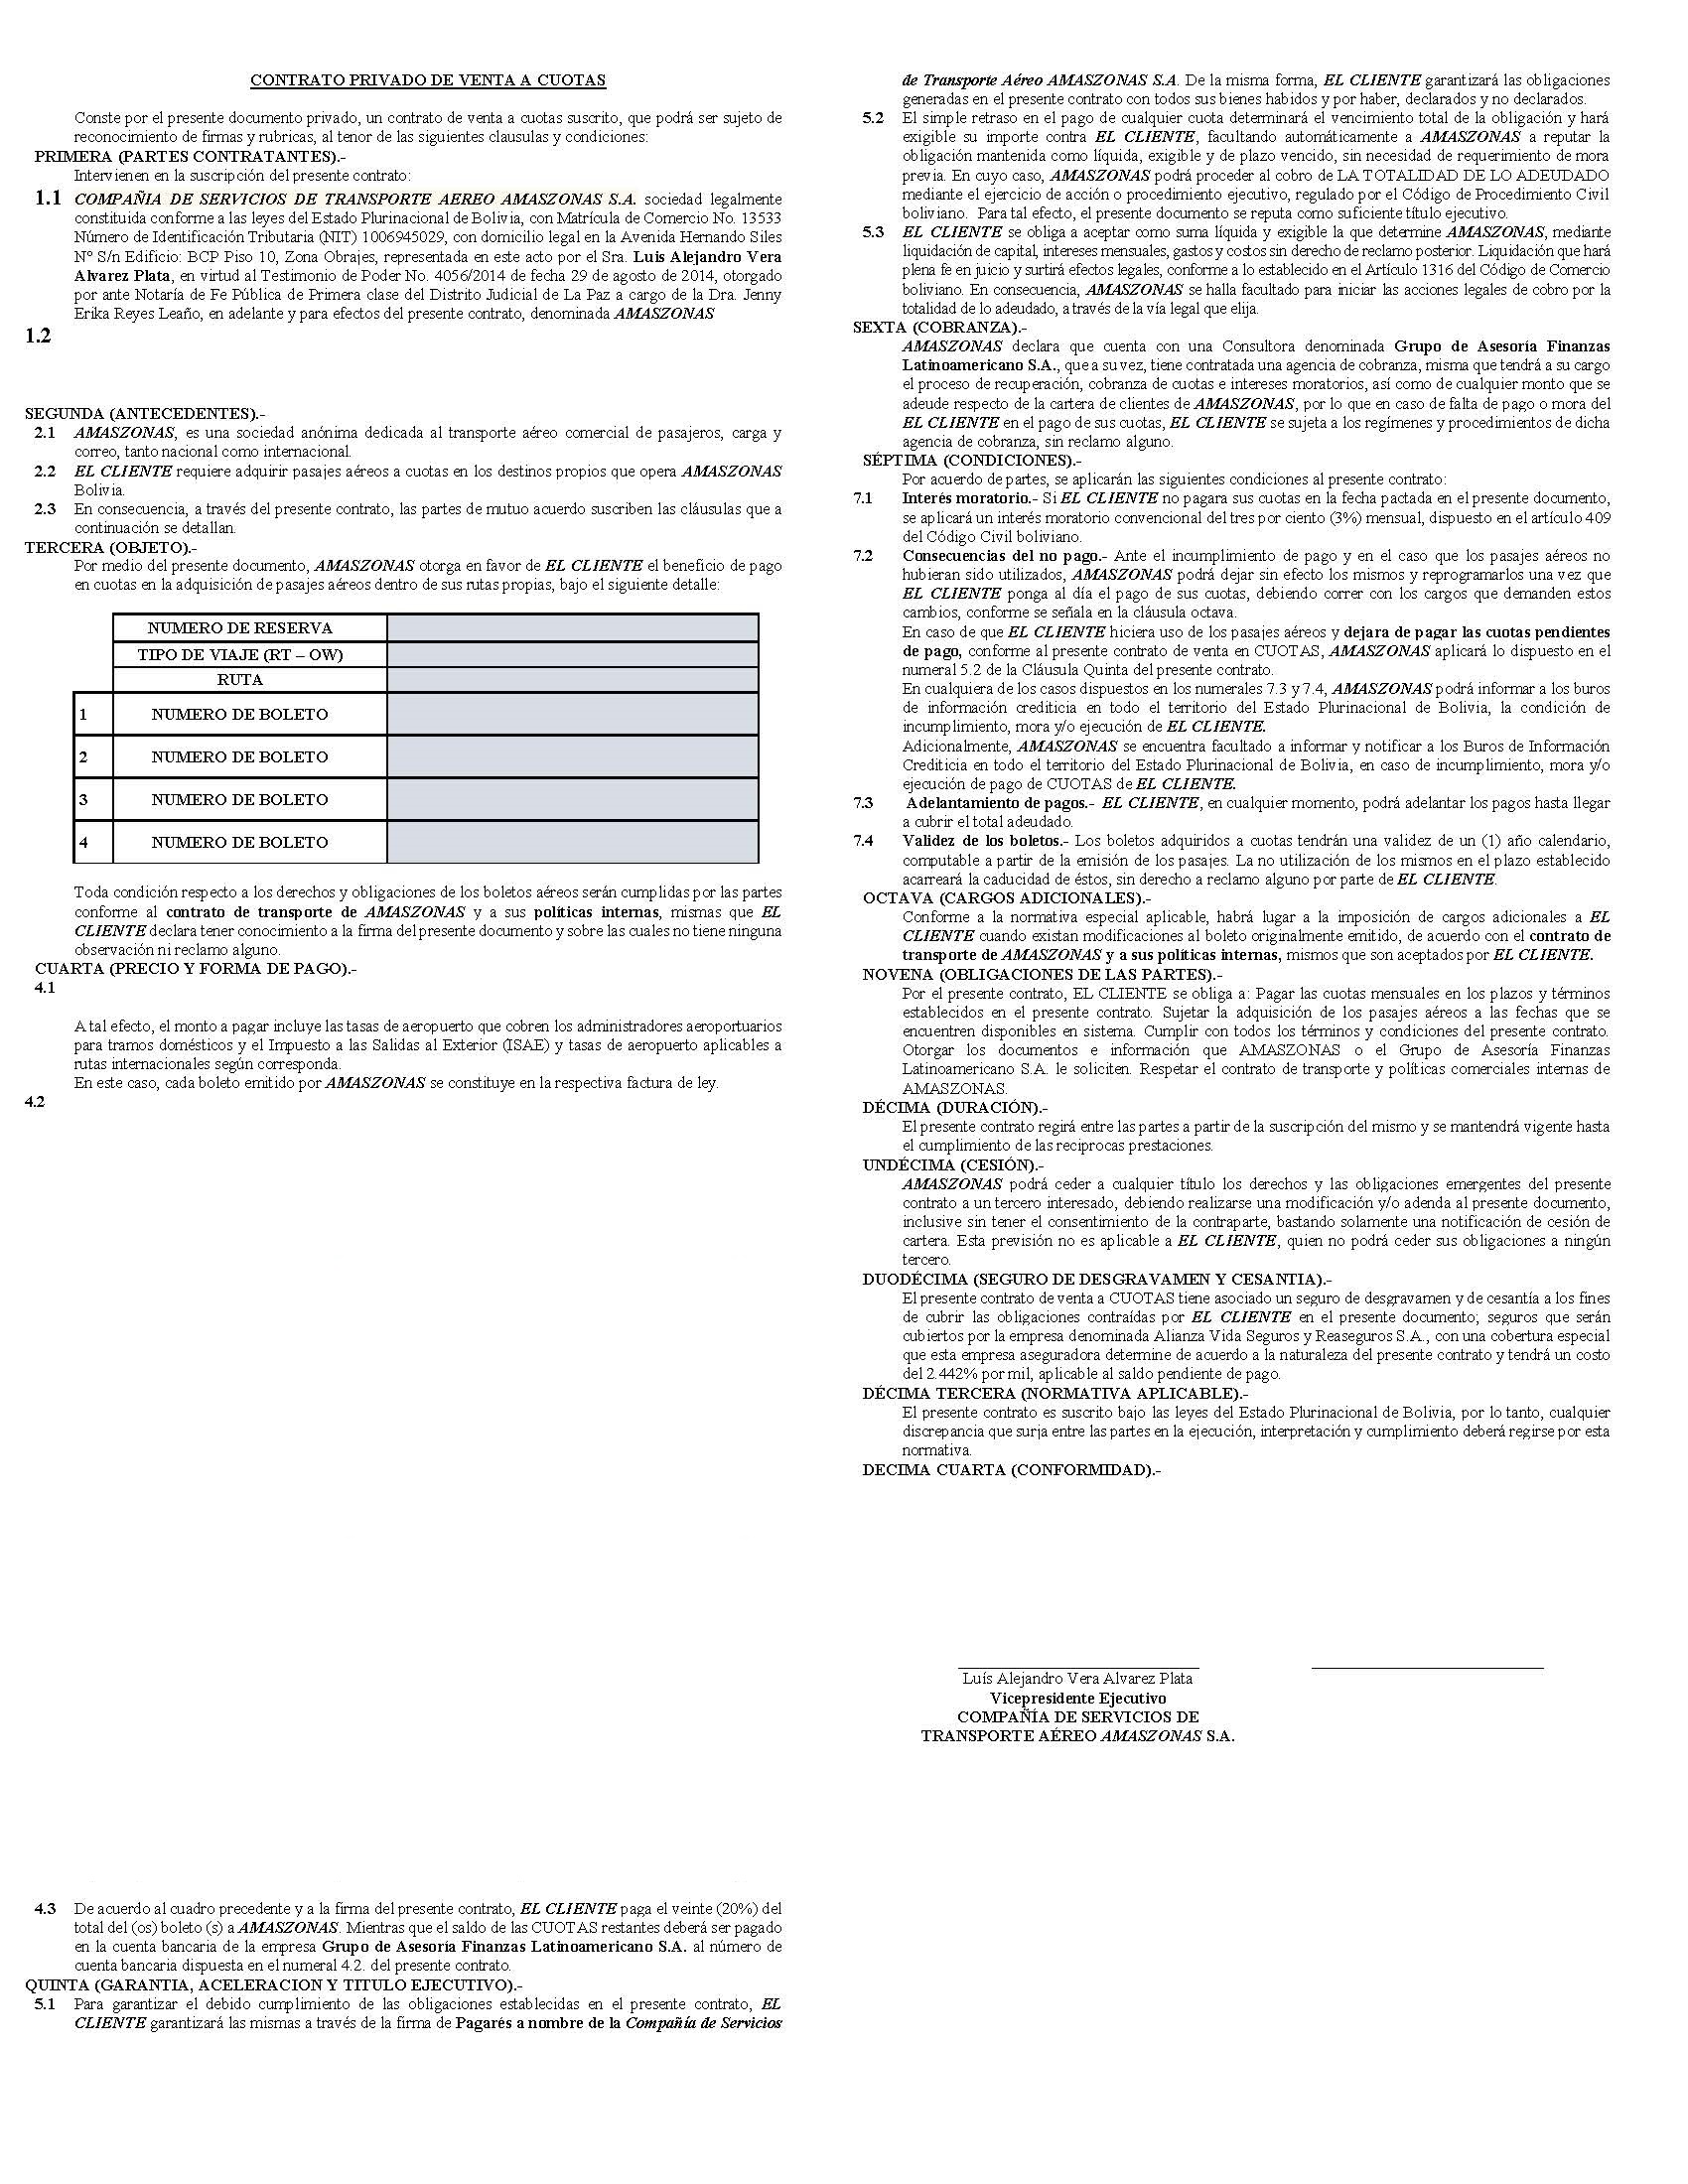 CONTRATO PRIVADO DE VENTA A CUOTAS
Conste por el presente documento privado, un contrato de venta a cuotas suscrito, que podrá ser sujeto de
reconocimiento de firmas y rubricas, al tenor de las siguientes clausulas y condiciones:
PRIMERA (PARTES CONTRATANTES).-
Intervienen en la suscripción del presente contrato:
1.1 COMPAÑIA DE SERVICIOS DE TRANSPORTE AEREO AMASZONAS S.A. sociedad legalmente
constituida conforme a las leyes del Estado Plurinacional de Bolivia, con Matrícula de Comercio No. 13533
Número de Identificación Tributaria (NIT) 1006945029, con domicilio legal en la Avenida Hernando Siles
Nº S/n Edificio: BCP Piso 10, Zona Obrajes, representada en este acto por el Sra. Luis Alejandro Vera
Alvarez Plata, en virtud al Testimonio de Poder No. 4056/2014 de fecha 29 de agosto de 2014, otorgado
por ante Notaría de Fe Pública de Primera clase del Distrito Judicial de La Paz a cargo de la Dra. Jenny
Erika Reyes Leaño, en adelante y para efectos del presente contrato, denominada AMASZONAS
1.2
SEGUNDA (ANTECEDENTES).-
2.1 AMASZONAS, es una sociedad anónima dedicada al transporte aéreo comercial de pasajeros, carga y
correo, tanto nacional como internacional.
2.2 EL CLIENTE requiere adquirir pasajes aéreos a cuotas en los destinos propios que opera AMASZONAS
Bolivia.
2.3 En consecuencia, a través del presente contrato, las partes de mutuo acuerdo suscriben las cláusulas que a
continuación se detallan.
TERCERA (OBJETO).-
Por medio del presente documento, AMASZONAS otorga en favor de EL CLIENTE el beneficio de pago
en cuotas en la adquisición de pasajes aéreos dentro de sus rutas propias, bajo el siguiente detalle:
NUMERO DE RESERVA
TIPO DE VIAJE (RT – OW)
RUTA
1 NUMERO DE BOLETO
2 NUMERO DE BOLETO
3 NUMERO DE BOLETO
4 NUMERO DE BOLETO
Toda condición respecto a los derechos y obligaciones de los boletos aéreos serán cumplidas por las partes
conforme al contrato de transporte de AMASZONAS y a sus políticas internas, mismas que EL
CLIENTE declara tener conocimiento a la firma del presente documento y sobre las cuales no tiene ninguna
observación ni reclamo alguno.
CUARTA (PRECIO Y FORMA DE PAGO).-
4.1
A tal efecto, el monto a pagar incluye las tasas de aeropuerto que cobren los administradores aeroportuarios
para tramos domésticos y el Impuesto a las Salidas al Exterior (ISAE) y tasas de aeropuerto aplicables a
rutas internacionales según corresponda.
En este caso, cada boleto emitido por AMASZONAS se constituye en la respectiva factura de ley.
4.2
4.3 De acuerdo al cuadro precedente y a la firma del presente contrato, EL CLIENTE paga el veinte (20%) del
total del (os) boleto (s) a AMASZONAS. Mientras que el saldo de las CUOTAS restantes deberá ser pagado
en la cuenta bancaria de la empresa Grupo de Asesoría Finanzas Latinoamericano S.A. al número de
cuenta bancaria dispuesta en el numeral 4.2. del presente contrato.
QUINTA (GARANTIA, ACELERACION Y TITULO EJECUTIVO).-
5.1 Para garantizar el debido cumplimiento de las obligaciones establecidas en el presente contrato, EL
CLIENTE garantizará las mismas a través de la firma de Pagarés a nombre de la Compañía de Servicios
de Transporte Aéreo AMASZONAS S.A. De la misma forma, EL CLIENTE garantizará las obligaciones
generadas en el presente contrato con todos sus bienes habidos y por haber, declarados y no declarados.
5.2 El simple retraso en el pago de cualquier cuota determinará el vencimiento total de la obligación y hará
exigible su importe contra EL CLIENTE, facultando automáticamente a AMASZONAS a reputar la
obligación mantenida como líquida, exigible y de plazo vencido, sin necesidad de requerimiento de mora
previa. En cuyo caso, AMASZONAS podrá proceder al cobro de LA TOTALIDAD DE LO ADEUDADO
mediante el ejercicio de acción o procedimiento ejecutivo, regulado por el Código de Procedimiento Civil
boliviano. Para tal efecto, el presente documento se reputa como suficiente título ejecutivo.
5.3 EL CLIENTE se obliga a aceptar como suma líquida y exigible la que determine AMASZONAS, mediante
liquidación de capital, intereses mensuales, gastos y costos sin derecho de reclamo posterior. Liquidación que hará
plena fe en juicio y surtirá efectos legales, conforme a lo establecido en el Artículo 1316 del Código de Comercio
boliviano. En consecuencia, AMASZONAS se halla facultado para iniciar las acciones legales de cobro por la
totalidad de lo adeudado, a través de la vía legal que elija.
SEXTA (COBRANZA).-
AMASZONAS declara que cuenta con una Consultora denominada Grupo de Asesoría Finanzas
Latinoamericano S.A., que a su vez, tiene contratada una agencia de cobranza, misma que tendrá a su cargo
el proceso de recuperación, cobranza de cuotas e intereses moratorios, así como de cualquier monto que se
adeude respecto de la cartera de clientes de AMASZONAS, por lo que en caso de falta de pago o mora del
EL CLIENTE en el pago de sus cuotas, EL CLIENTE se sujeta a los regímenes y procedimientos de dicha
agencia de cobranza, sin reclamo alguno.
SÉPTIMA (CONDICIONES).-
Por acuerdo de partes, se aplicarán las siguientes condiciones al presente contrato:
7.1 Interés moratorio.- Si EL CLIENTE no pagara sus cuotas en la fecha pactada en el presente documento,
se aplicará un interés moratorio convencional del tres por ciento (3%) mensual, dispuesto en el artículo 409
del Código Civil boliviano.
7.2 Consecuencias del no pago.- Ante el incumplimiento de pago y en el caso que los pasajes aéreos no
hubieran sido utilizados, AMASZONAS podrá dejar sin efecto los mismos y reprogramarlos una vez que
EL CLIENTE ponga al día el pago de sus cuotas, debiendo correr con los cargos que demanden estos
cambios, conforme se señala en la cláusula octava.
En caso de que EL CLIENTE hiciera uso de los pasajes aéreos y dejara de pagar las cuotas pendientes
de pago, conforme al presente contrato de venta en CUOTAS, AMASZONAS aplicará lo dispuesto en el
numeral 5.2 de la Cláusula Quinta del presente contrato.
En cualquiera de los casos dispuestos en los numerales 7.3 y 7.4, AMASZONAS podrá informar a los buros
de información crediticia en todo el territorio del Estado Plurinacional de Bolivia, la condición de
incumplimiento, mora y/o ejecución de EL CLIENTE.
Adicionalmente, AMASZONAS se encuentra facultado a informar y notificar a los Buros de Información
Crediticia en todo el territorio del Estado Plurinacional de Bolivia, en caso de incumplimiento, mora y/o
ejecución de pago de CUOTAS de EL CLIENTE.
7.3 Adelantamiento de pagos.- EL CLIENTE, en cualquier momento, podrá adelantar los pagos hasta llegar
a cubrir el total adeudado.
7.4 Validez de los boletos.- Los boletos adquiridos a cuotas tendrán una validez de un (1) año calendario,
computable a partir de la emisión de los pasajes. La no utilización de los mismos en el plazo establecido
acarreará la caducidad de éstos, sin derecho a reclamo alguno por parte de EL CLIENTE.
OCTAVA (CARGOS ADICIONALES).-
Conforme a la normativa especial aplicable, habrá lugar a la imposición de cargos adicionales a EL
CLIENTE cuando existan modificaciones al boleto originalmente emitido, de acuerdo con el contrato de
transporte de AMASZONAS y a sus políticas internas, mismos que son aceptados por EL CLIENTE.
NOVENA (OBLIGACIONES DE LAS PARTES).-
Por el presente contrato, EL CLIENTE se obliga a: Pagar las cuotas mensuales en los plazos y términos
establecidos en el presente contrato. Sujetar la adquisición de los pasajes aéreos a las fechas que se
encuentren disponibles en sistema. Cumplir con todos los términos y condiciones del presente contrato.
Otorgar los documentos e información que AMASZONAS o el Grupo de Asesoría Finanzas
Latinoamericano S.A. le soliciten. Respetar el contrato de transporte y políticas comerciales internas de
AMASZONAS.
DÉCIMA (DURACIÓN).-
El presente contrato regirá entre las partes a partir de la suscripción del mismo y se mantendrá vigente hasta
el cumplimiento de las reciprocas prestaciones.
UNDÉCIMA (CESIÓN).-
AMASZONAS podrá ceder a cualquier título los derechos y las obligaciones emergentes del presente
contrato a un tercero interesado, debiendo realizarse una modificación y/o adenda al presente documento,
inclusive sin tener el consentimiento de la contraparte, bastando solamente una notificación de cesión de
cartera. Esta previsión no es aplicable a EL CLIENTE, quien no podrá ceder sus obligaciones a ningún
tercero.
DUODÉCIMA (SEGURO DE DESGRAVAMEN Y CESANTIA).-
El presente contrato de venta a CUOTAS tiene asociado un seguro de desgravamen y de cesantía a los fines
de cubrir las obligaciones contraídas por EL CLIENTE en el presente documento; seguros que serán
cubiertos por la empresa denominada Alianza Vida Seguros y Reaseguros S.A., con una cobertura especial
que esta empresa aseguradora determine de acuerdo a la naturaleza del presente contrato y tendrá un costo
del 2.442% por mil, aplicable al saldo pendiente de pago.
DÉCIMA TERCERA (NORMATIVA APLICABLE).-
El presente contrato es suscrito bajo las leyes del Estado Plurinacional de Bolivia, por lo tanto, cualquier
discrepancia que surja entre las partes en la ejecución, interpretación y cumplimiento deberá regirse por esta
normativa.
DECIMA CUARTA (CONFORMIDAD).-
Luís Alejandro Vera Alvarez Plata
Vicepresidente Ejecutivo
COMPAÑÍA DE SERVICIOS DE
TRANSPORTE AÉREO AMASZONAS S.A.